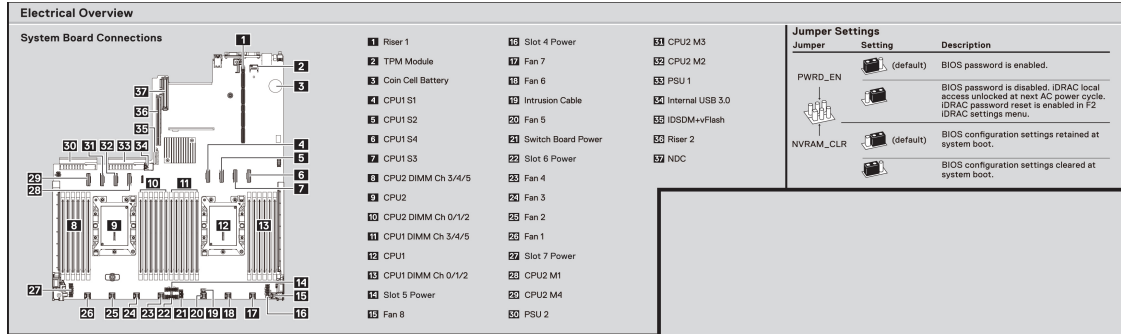 Electrical Overview
System Board Connections
1
2
3
37
36
35
34
30
31
32
33
4
5
6
7
29
28
10
11
8
9
12
13
14
27
15
26
25
24
23
22
21
20
19
18
17
16
1 Riser 1
2 TPM Module
3 Coin Cell Battery
4 CPU1 S1
5 CPU1 S2
6 CPU1 S4
7 CPU1 S3
8 CPU2 DIMM Ch 3/4/5
9 CPU2
10 CPU2 DIMM Ch 0/1/2
11 CPU1 DIMM Ch 3/4/5
12 CPU1
13 CPU1 DIMM Ch 0/1/2
14 Slot 5 Power
15 Fan 8
16 Slot 4 Power
17 Fan 7
18 Fan 6
19 Intrusion Cable
20 Fan 5
21 Switch Board Power
22 Slot 6 Power
23 Fan 4
24 Fan 3
25 Fan 2
26 Fan 1
27 Slot 7 Power
28 CPU2 M1
29 CPU2 M4
30 PSU 2
31 CPU2 M3
32 CPU2 M2
33 PSU 1
34 Internal USB 3.0
35 IDSDM+vFlash
36 Riser 2
37 NDC
Jumper Settings
Jumper Setting Description
PWRD_EN
(default) BIOS password is enabled.
BIOS password is disabled. iDRAC local
access unlocked at next AC power cycle.
iDRAC password reset is enabled in F2
iDRAC settings menu.
NVRAM_CLR
(default) BIOS configuration settings retained at
system boot.
BIOS configuration settings cleared at
system boot.